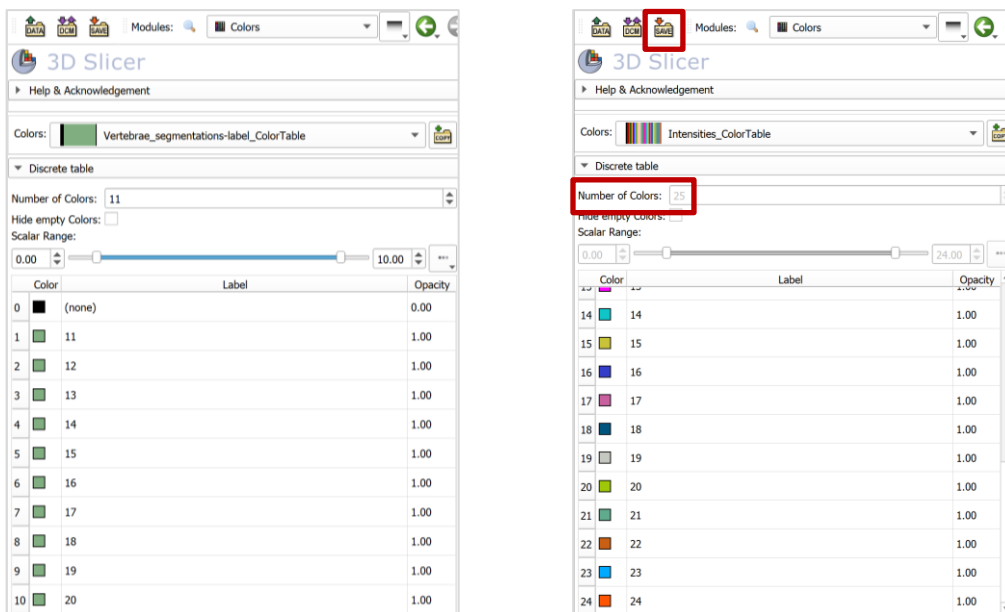 DATA DCM SAVE Modules: Colors
3D Slicer
Help & Acknowledgement
Colors: Vertebrae_segmentations-label_ColorTable COPY
Discrete table
Number of Colors: 11
Hide empty Colors:
Scalar Range:
0.00 10.00 ...
Color Label Opacity
0 (none) 0.00
1 11 1.00
2 12 1.00
3 13 1.00
4 14 1.00
5 15 1.00
6 16 1.00
7 17 1.00
8 18 1.00
9 19 1.00
10 20 1.00
DATA DCM SAVE Modules: Colors
3D Slicer
Help & Acknowledgement
Colors: Intensities_ColorTable
Discrete table
Number of Colors: 25
Hide empty Colors:
Scalar Range:
0.00 24.00 ...
Color Label Opacity
14 14 1.00
15 15 1.00
16 16 1.00
17 17 1.00
18 18 1.00
19 19 1.00
20 20 1.00
21 21 1.00
22 22 1.00
23 23 1.00
24 24 1.00